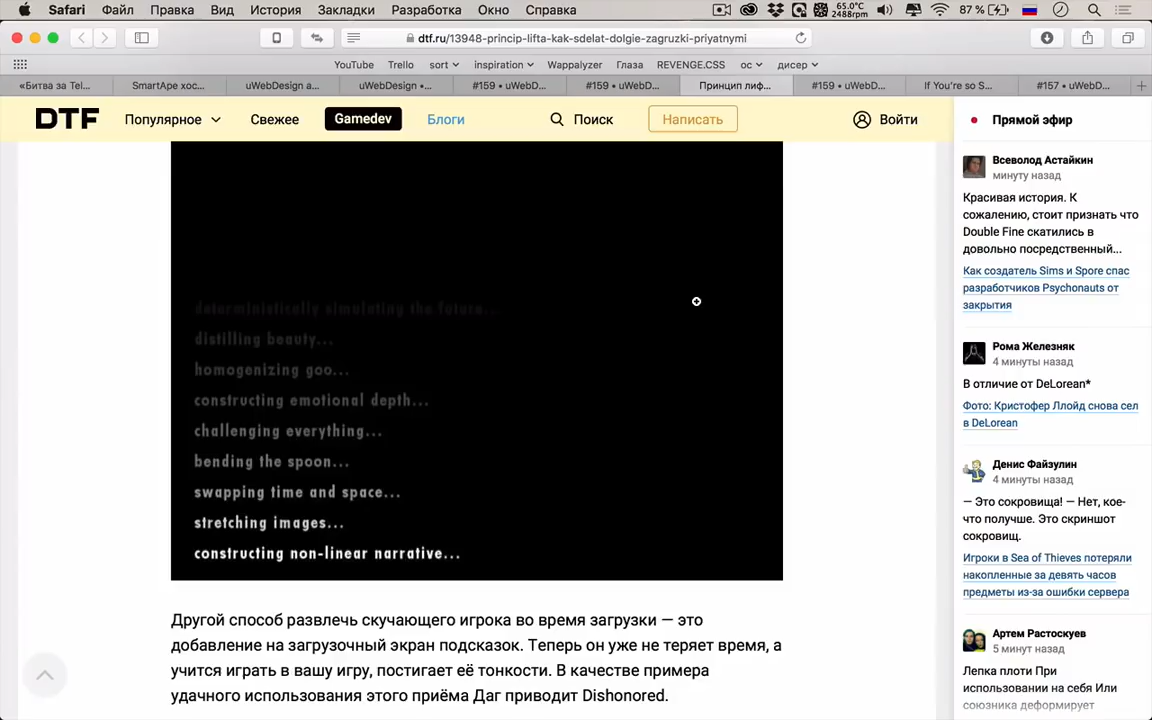 Safari Файл Правка Вид История Закладки Разработка Окно Справка 65.0°C 2488rpm 87 %
dtf.ru/13948-princip-lifta-kak-sdelat-dolgie-zagruzki-priyatnymi
YouTube Trello sort inspiration Wappalyzer Глаза REVENGE.CSS ос дисер
«Битва за Tel... SmartApe хос... uWebDesign a... uWebDesign •... #159 – uWebD... #159 – uWebD... Принцип лиф... #159 – uWebD... If You're so S... #157 – uWebD...
DTF Популярное Свежее Gamedev Блоги Поиск Написать Войти
deterministically simulating the future...
distilling beauty...
homogenizing goo...
constructing emotional depth...
challenging everything...
bending the spoon...
swapping time and space...
stretching images...
constructing non-linear narrative...
Другой способ развлечь скучающего игрока во время загрузки — это
добавление на загрузочный экран подсказок. Теперь он уже не теряет время, а
учится играть в вашу игру, постигает её тонкости. В качестве примера
удачного использования этого приёма Даг приводит Dishonored.
Прямой эфир
Всеволод Астайкин
минуту назад
Красивая история. К
сожалению, стоит признать что
Double Fine скатились в
довольно посредственный...
Как создатель Sims и Spore спас
разработчиков Psychonauts от
закрытия
Рома Железняк
4 минуты назад
В отличие от DeLorean*
Фото: Кристофер Ллойд снова сел
в DeLorean
Денис Файзулин
4 минуты назад
— Это сокровища! — Нет, кое-
что получше. Это скриншот
сокровищ.
Игроки в Sea of Thieves потеряли
накопленные за девять часов
предметы из-за ошибки сервера
Артем Растоскуев
5 минут назад
Лепка плоти При
использовании на себя Или
союзника деформирует